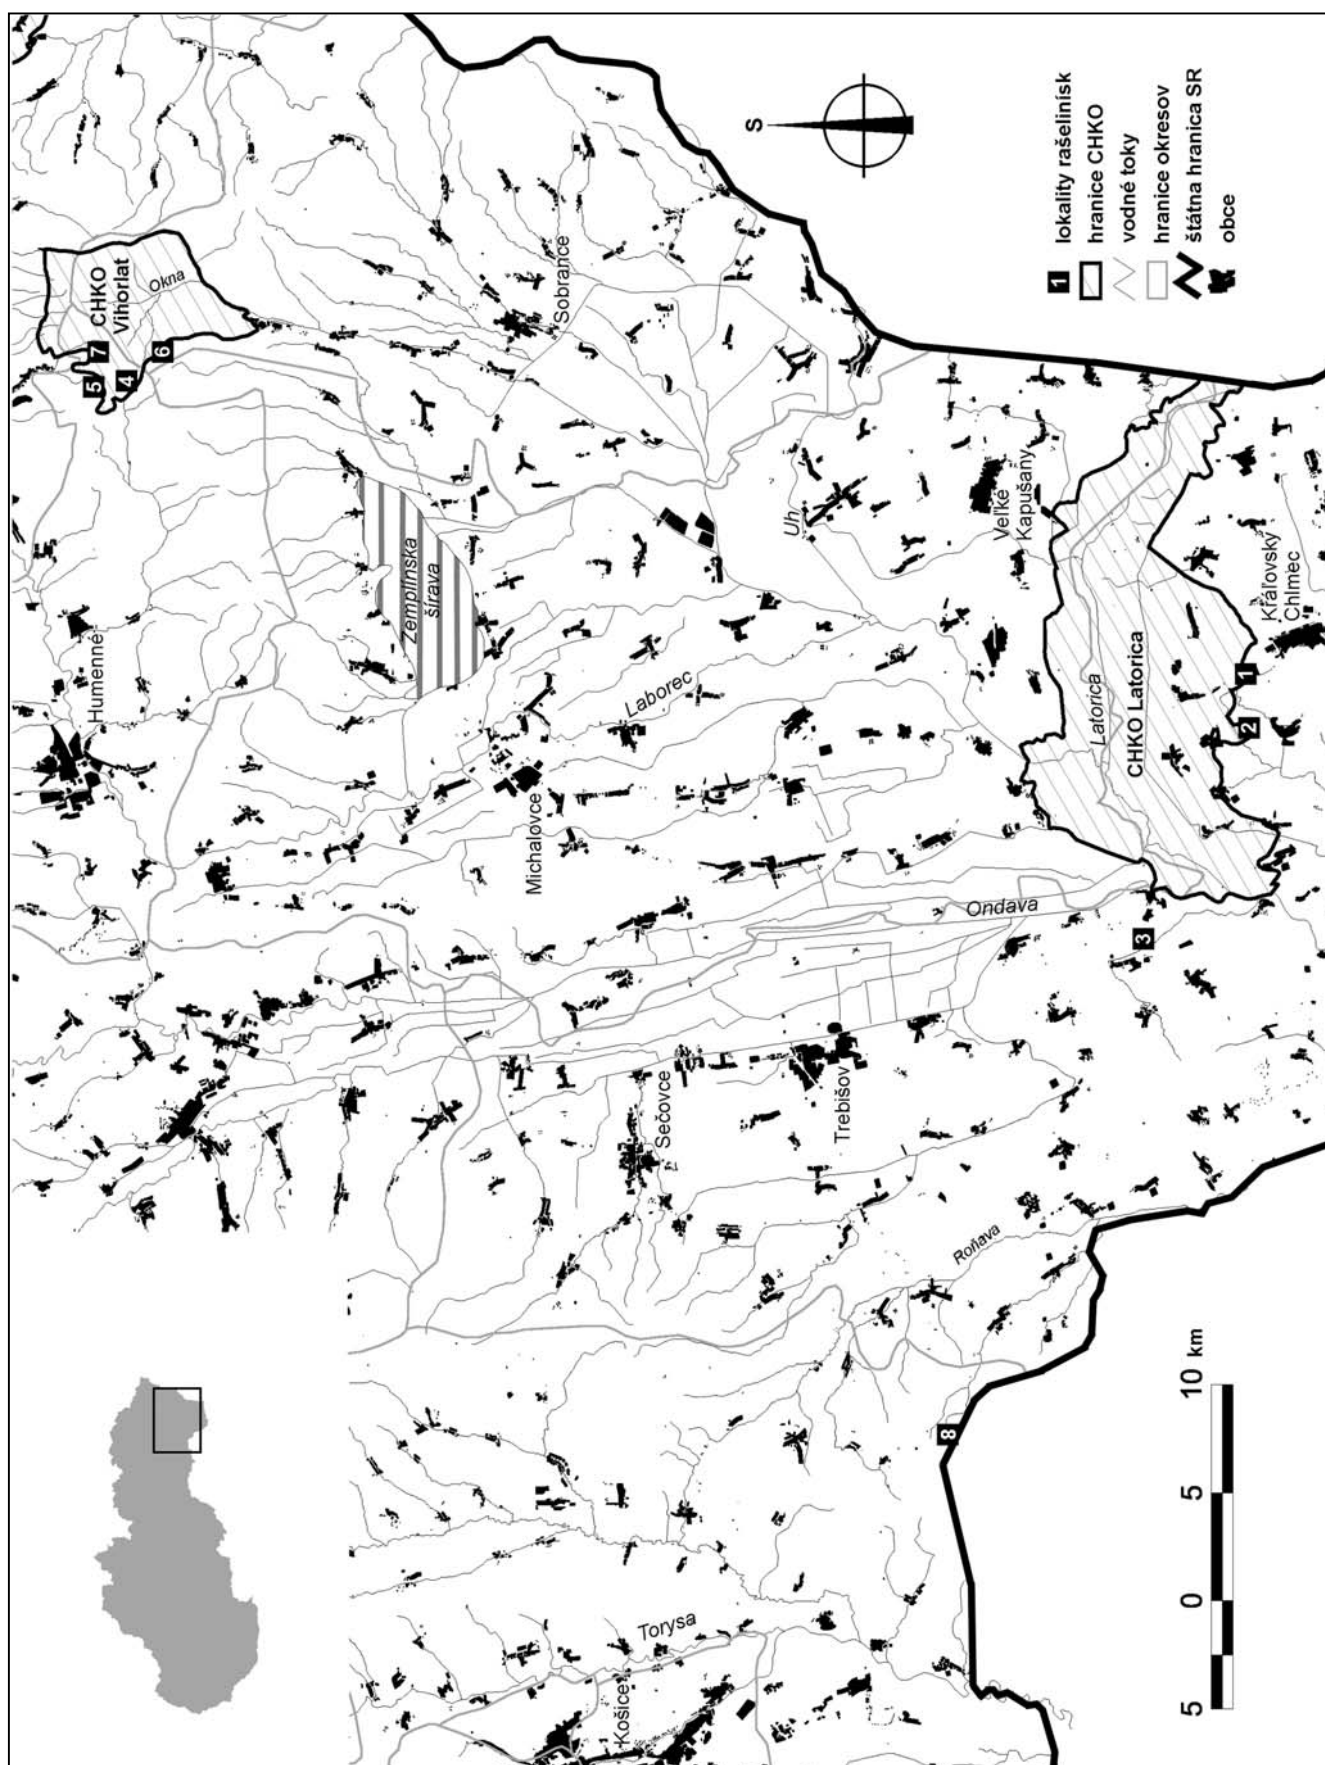 CHKO
Vihorlat
Okna
7
5
4
6
Humenné
Sobrance
Zemplínska
šírava
Michalovce
Laborec
Uh
Veľké
Kapušany
Latorica
CHKO Latorica
Kráľovský
Chlmec
1
2
3
Ondava
Sečovce
Trebišov
Roňava
8
Torysa
Košice
S
1 lokality rašelinísk
hranice CHKO
vodné toky
hranice okresov
štátna hranica SR
obce
5 0 5 10 km